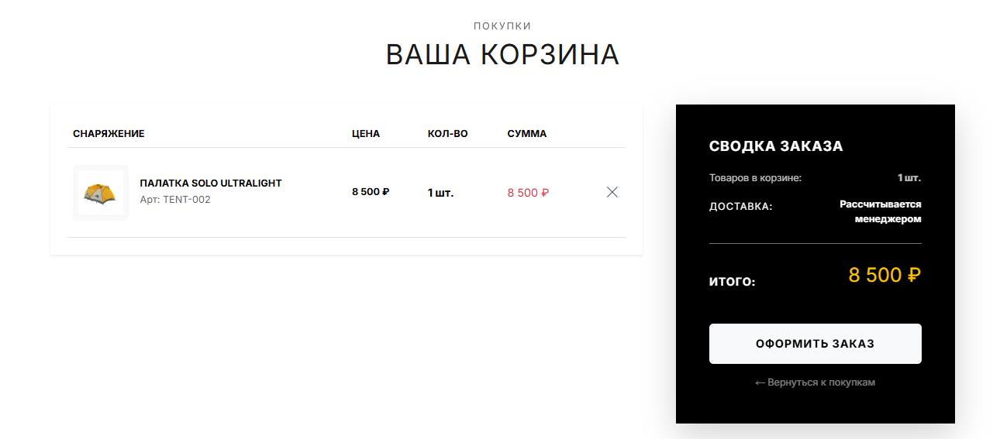 ПОКУПКИ
ВАША КОРЗИНА
СНАРЯЖЕНИЕ ЦЕНА КОЛ-ВО СУММА
ПАЛАТКА SOLO ULTRALIGHT
Арт: TENT-002
8 500 ₽ 1 шт. 8 500 ₽
СВОДКА ЗАКАЗА
Товаров в корзине: 1 шт.
ДОСТАВКА: Рассчитывается
менеджером
ИТОГО: 8 500 ₽
ОФОРМИТЬ ЗАКАЗ
← Вернуться к покупкам